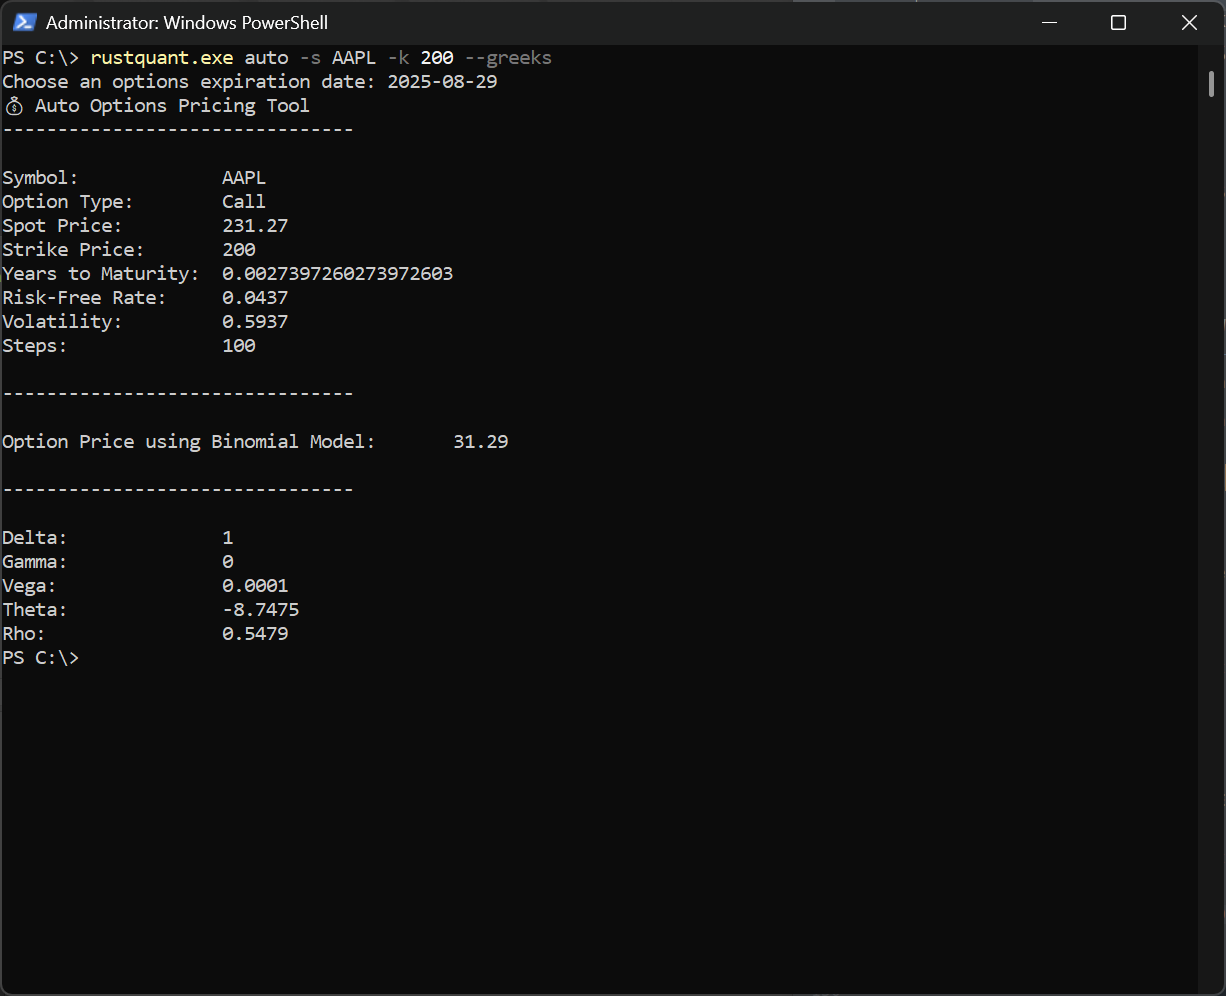 Administrator: Windows PowerShell
PS C:\> rustquant.exe auto -s AAPL -k 200 --greeks
Choose an options expiration date: 2025-08-29
💰 Auto Options Pricing Tool
--------------------------------
Symbol: AAPL
Option Type: Call
Spot Price: 231.27
Strike Price: 200
Years to Maturity: 0.0027397260273972603
Risk-Free Rate: 0.0437
Volatility: 0.5937
Steps: 100
--------------------------------
Option Price using Binomial Model: 31.29
--------------------------------
Delta: 1
Gamma: 0
Vega: 0.0001
Theta: -8.7475
Rho: 0.5479
PS C:\>